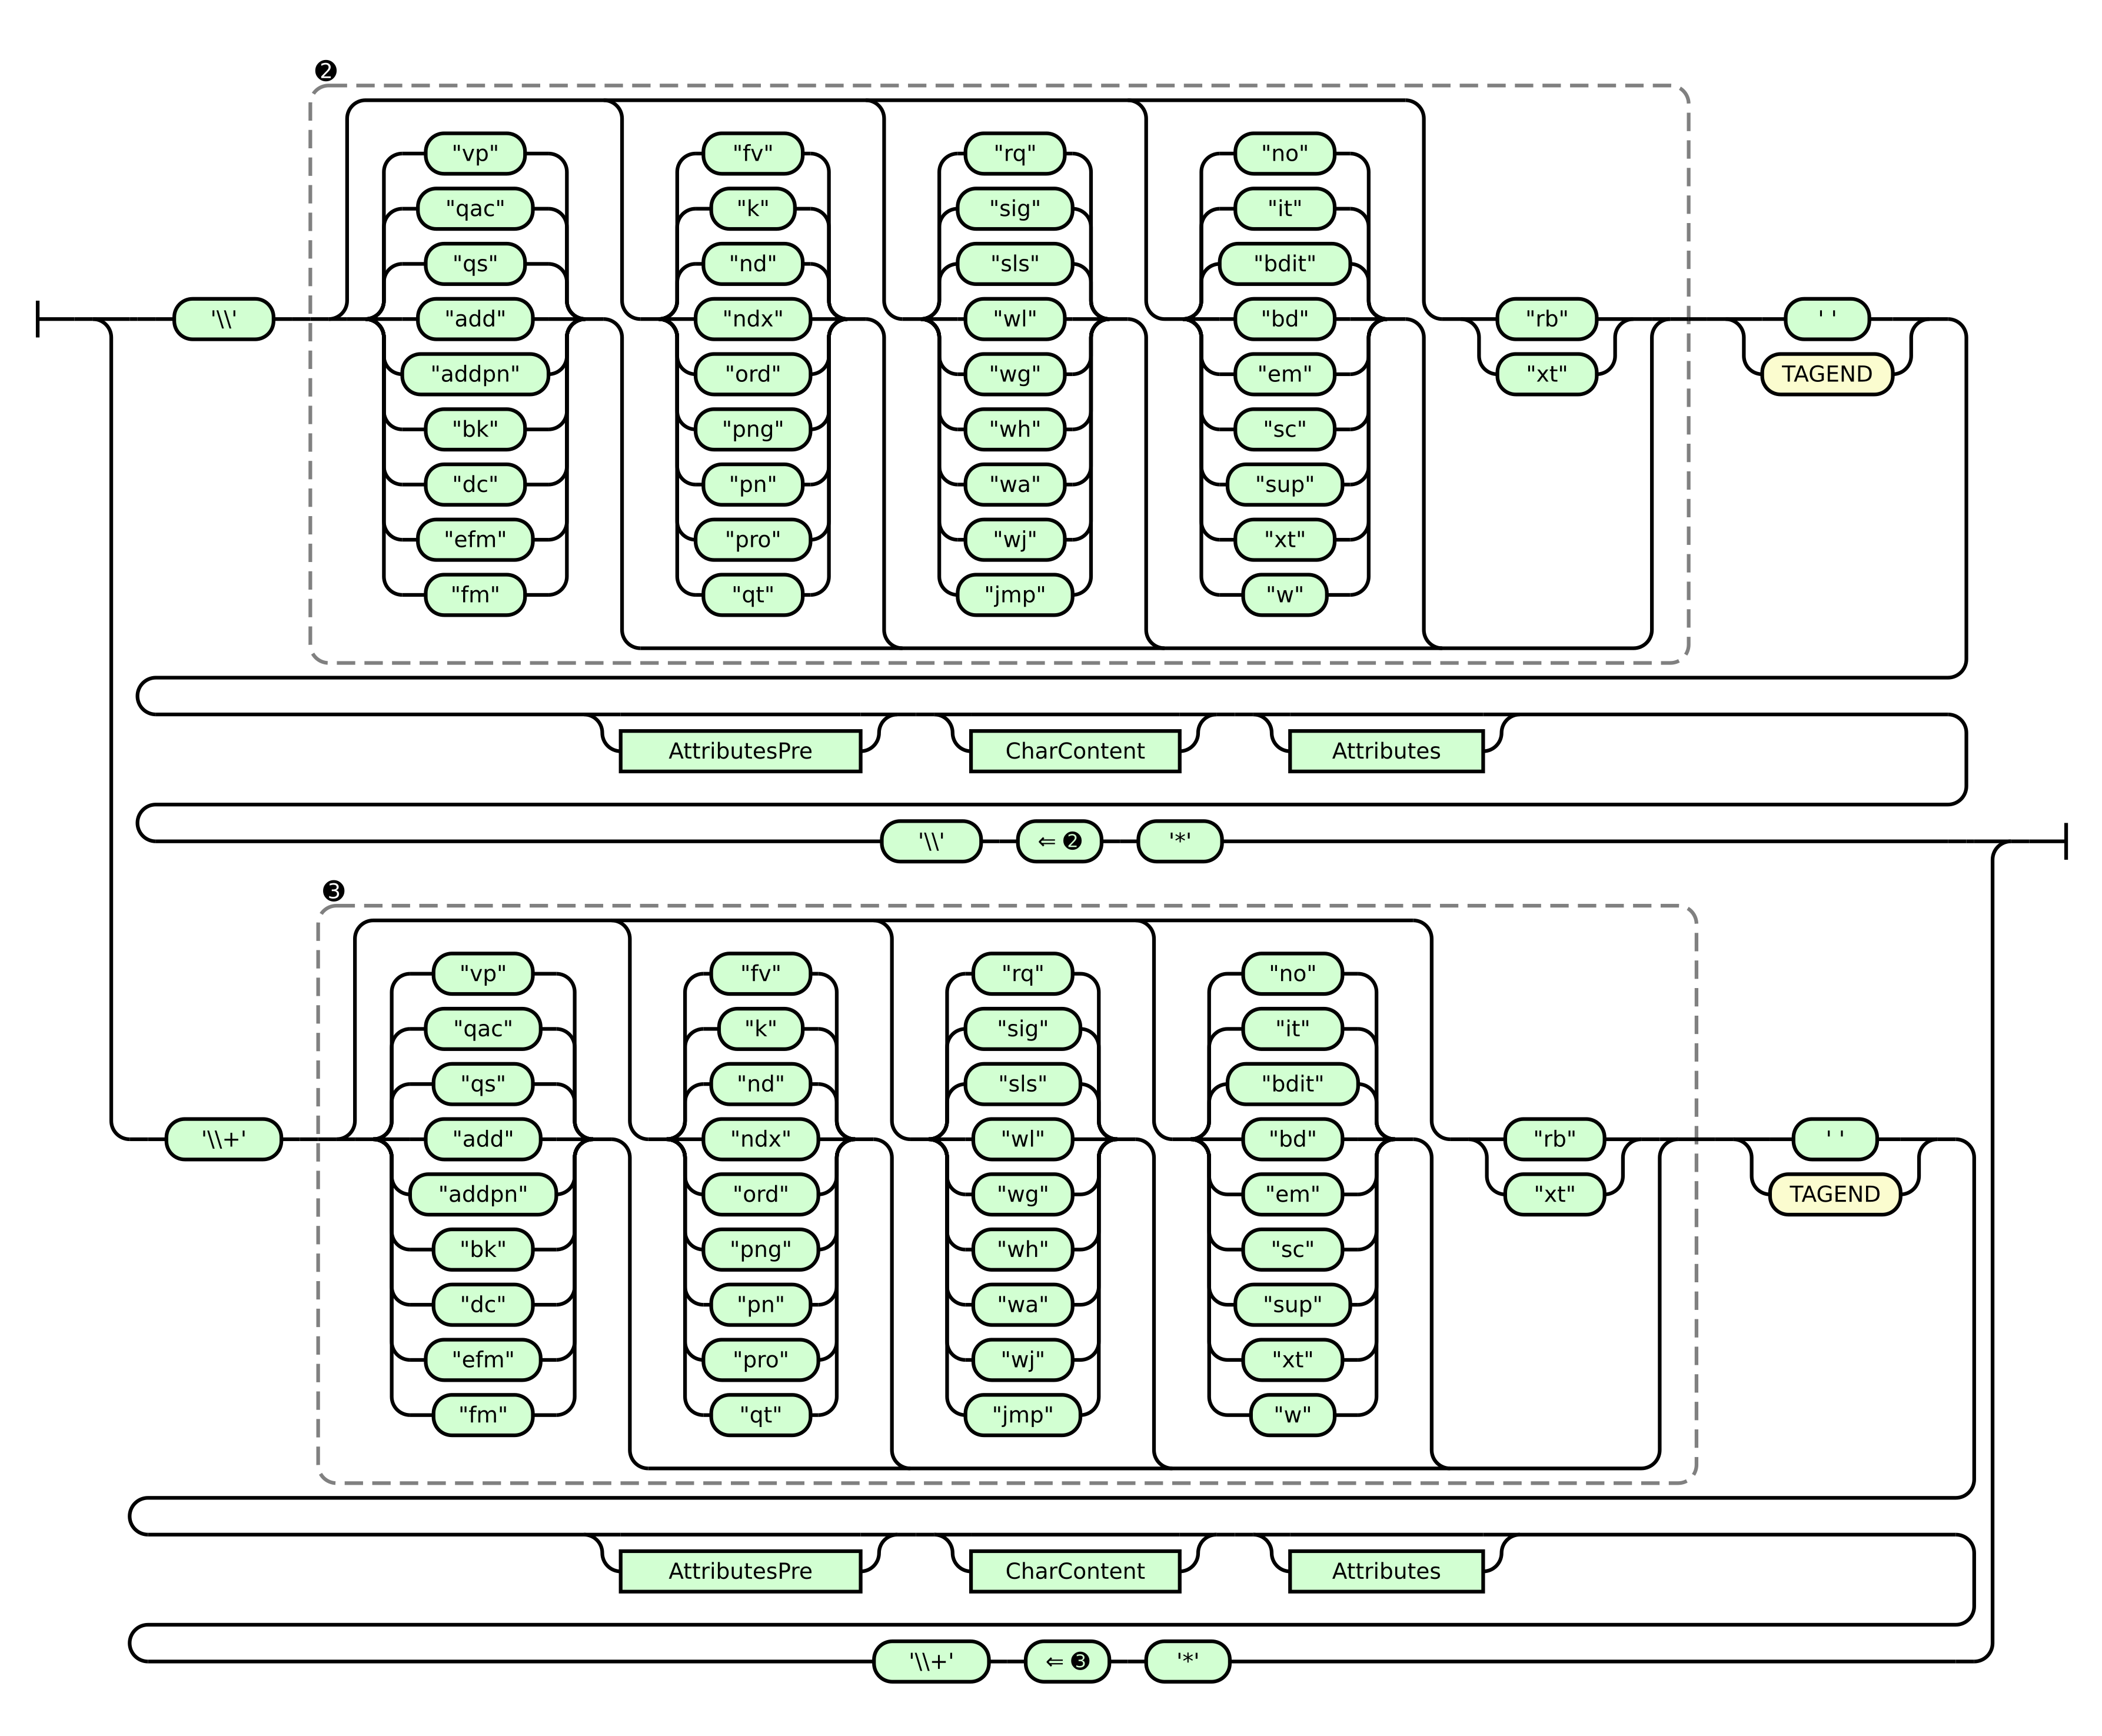 ❷
"vp" "fv" "rq" "no"
"qac" "k" "sig" "it"
"qs" "nd" "sls" "bdit"
'\\' "add" "ndx" "wl" "bd" "rb" ' '
"addpn" "ord" "wg" "em" "xt" TAGEND
"bk" "png" "wh" "sc"
"dc" "pn" "wa" "sup"
"efm" "pro" "wj" "xt"
"fm" "qt" "jmp" "w"
AttributesPre CharContent Attributes
'\\' ⇐ ❷ '*'
❸
"vp" "fv" "rq" "no"
"qac" "k" "sig" "it"
"qs" "nd" "sls" "bdit"
'\\+' "add" "ndx" "wl" "bd" "rb" ' '
"addpn" "ord" "wg" "em" "xt" TAGEND
"bk" "png" "wh" "sc"
"dc" "pn" "wa" "sup"
"efm" "pro" "wj" "xt"
"fm" "qt" "jmp" "w"
AttributesPre CharContent Attributes
'\\+' ⇐ ❸ '*'